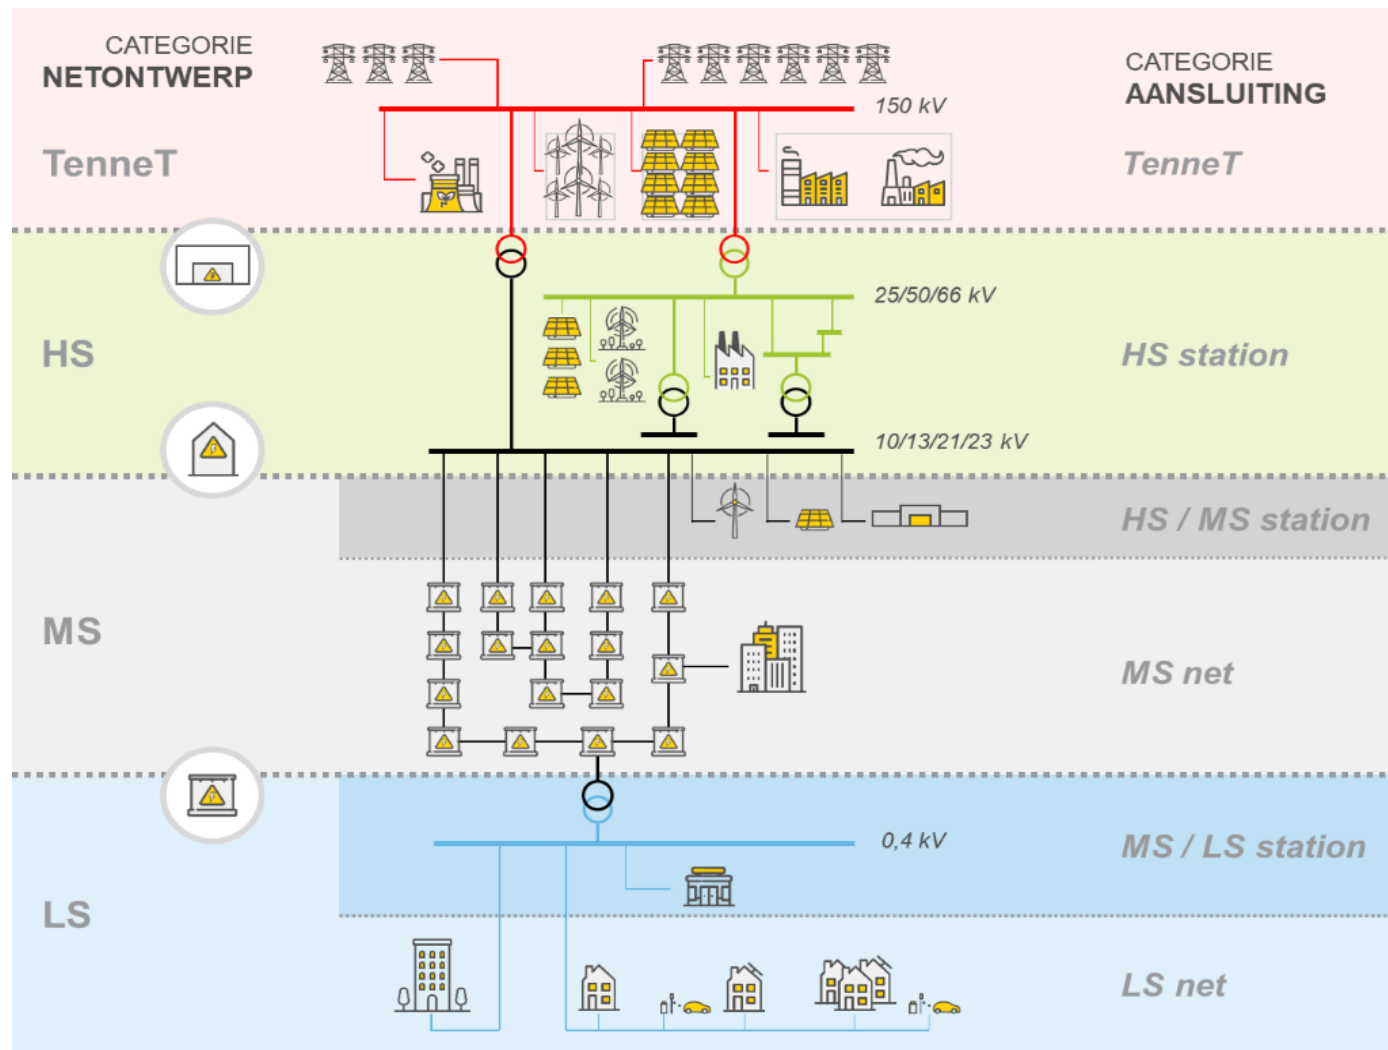 CATEGORIE
NETONTWERP
CATEGORIE
AANSLUITING
150 kV
TenneT
TenneT
25/50/66 kV
HS
HS station
10/13/21/23 kV
HS / MS station
MS
MS net
0,4 kV
MS / LS station
LS
LS net